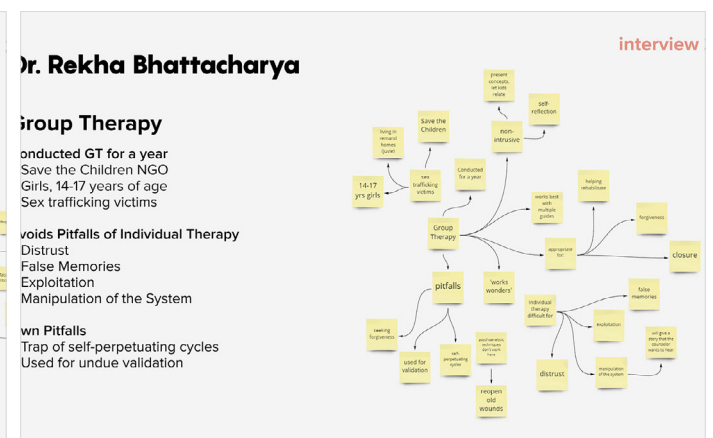 interview
Dr. Rekha Bhattacharya
Group Therapy
onducted GT for a year
Save the Children NGO
Girls, 14-17 years of age
Sex trafficking victims
voids Pitfalls of Individual Therapy
Distrust
False Memories
Exploitation
Manipulation of the System
wn Pitfalls
Trap of self-perpetuating cycles
Used for undue validation
present
concepts,
let kids
relate
self-
reflection
non-
intrusive
Save the
Children
living in
remand
homes
(juvie)
14-17
yrs girls
sex
trafficking
victims
Conducted
for a year
Group
Therapy
works best
with
multiple
guides
helping
rehabilitate
forgiveness
closure
appropriate
for:
pitfalls
'works
wonders'
individual
therapy
difficult for
false
memories
exploitation
will give a
story that the
counselor
wants to hear
manipulation
of the system
distrust
seeking
forgiveness
used for
validation
self-
perpetuating
cycles
techniques
don't work
here
reopen
old
wounds